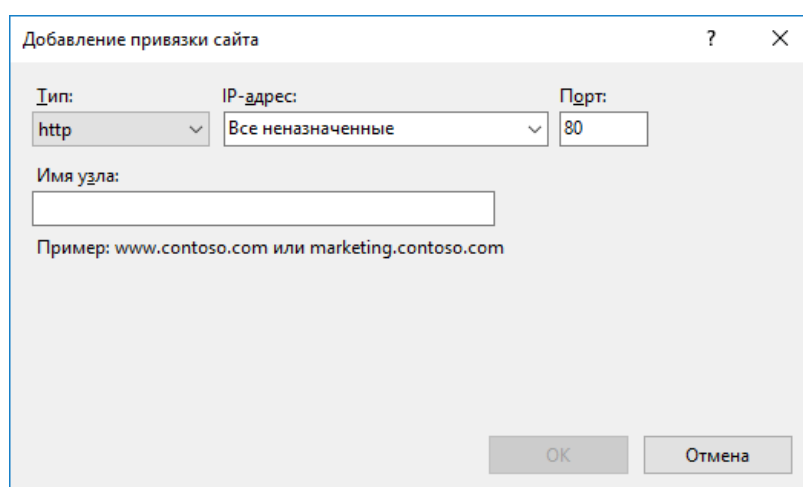 Добавление привязки сайта ?
Тип: IP-адрес: Порт:
http Все неназначенные 80
Имя узла:
Пример: www.contoso.com или marketing.contoso.com
OK Отмена